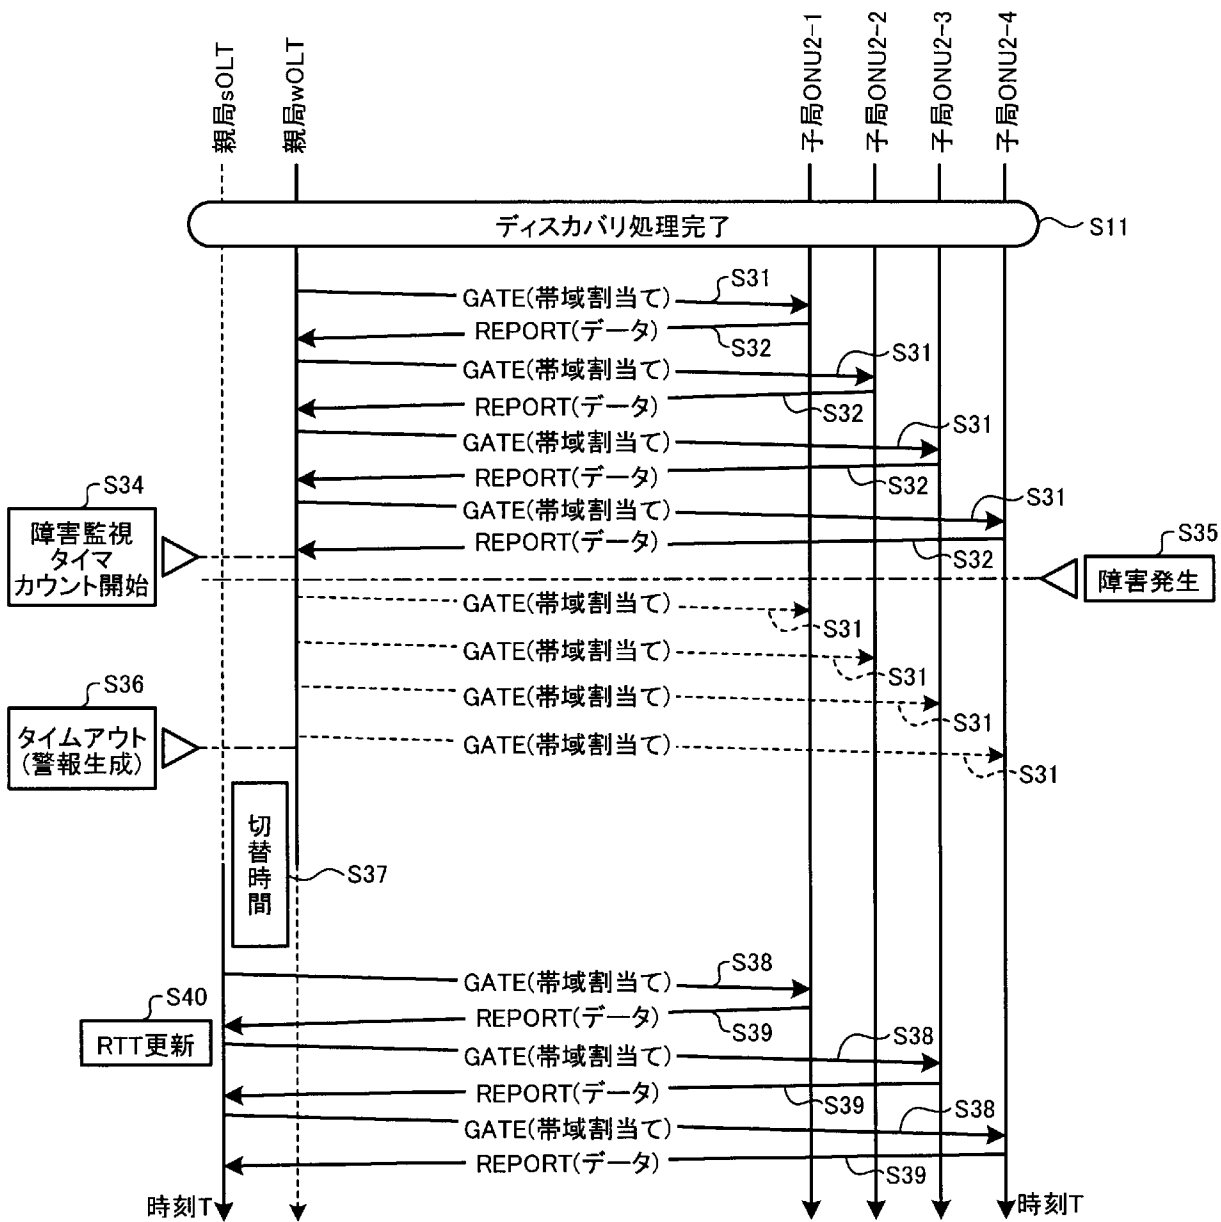 親局sOLT
親局wOLT
子局ONU2-1
子局ONU2-2
子局ONU2-3
子局ONU2-4
ディスカバリ処理完了
S11
GATE(帯域割当て)
S31
REPORT(データ)
S32
GATE(帯域割当て)
S31
REPORT(データ)
S32
GATE(帯域割当て)
S31
REPORT(データ)
S32
GATE(帯域割当て)
S31
REPORT(データ)
S32
S34
障害監視
タイマ
カウント開始
S35
障害発生
GATE(帯域割当て)
S31
GATE(帯域割当て)
S31
GATE(帯域割当て)
S31
GATE(帯域割当て)
S31
S36
タイムアウト
(警報生成)
切替時間
S37
GATE(帯域割当て)
S38
REPORT(データ)
S39
S40
RTT更新
GATE(帯域割当て)
S38
REPORT(データ)
S39
GATE(帯域割当て)
S38
REPORT(データ)
S39
時刻T
時刻T